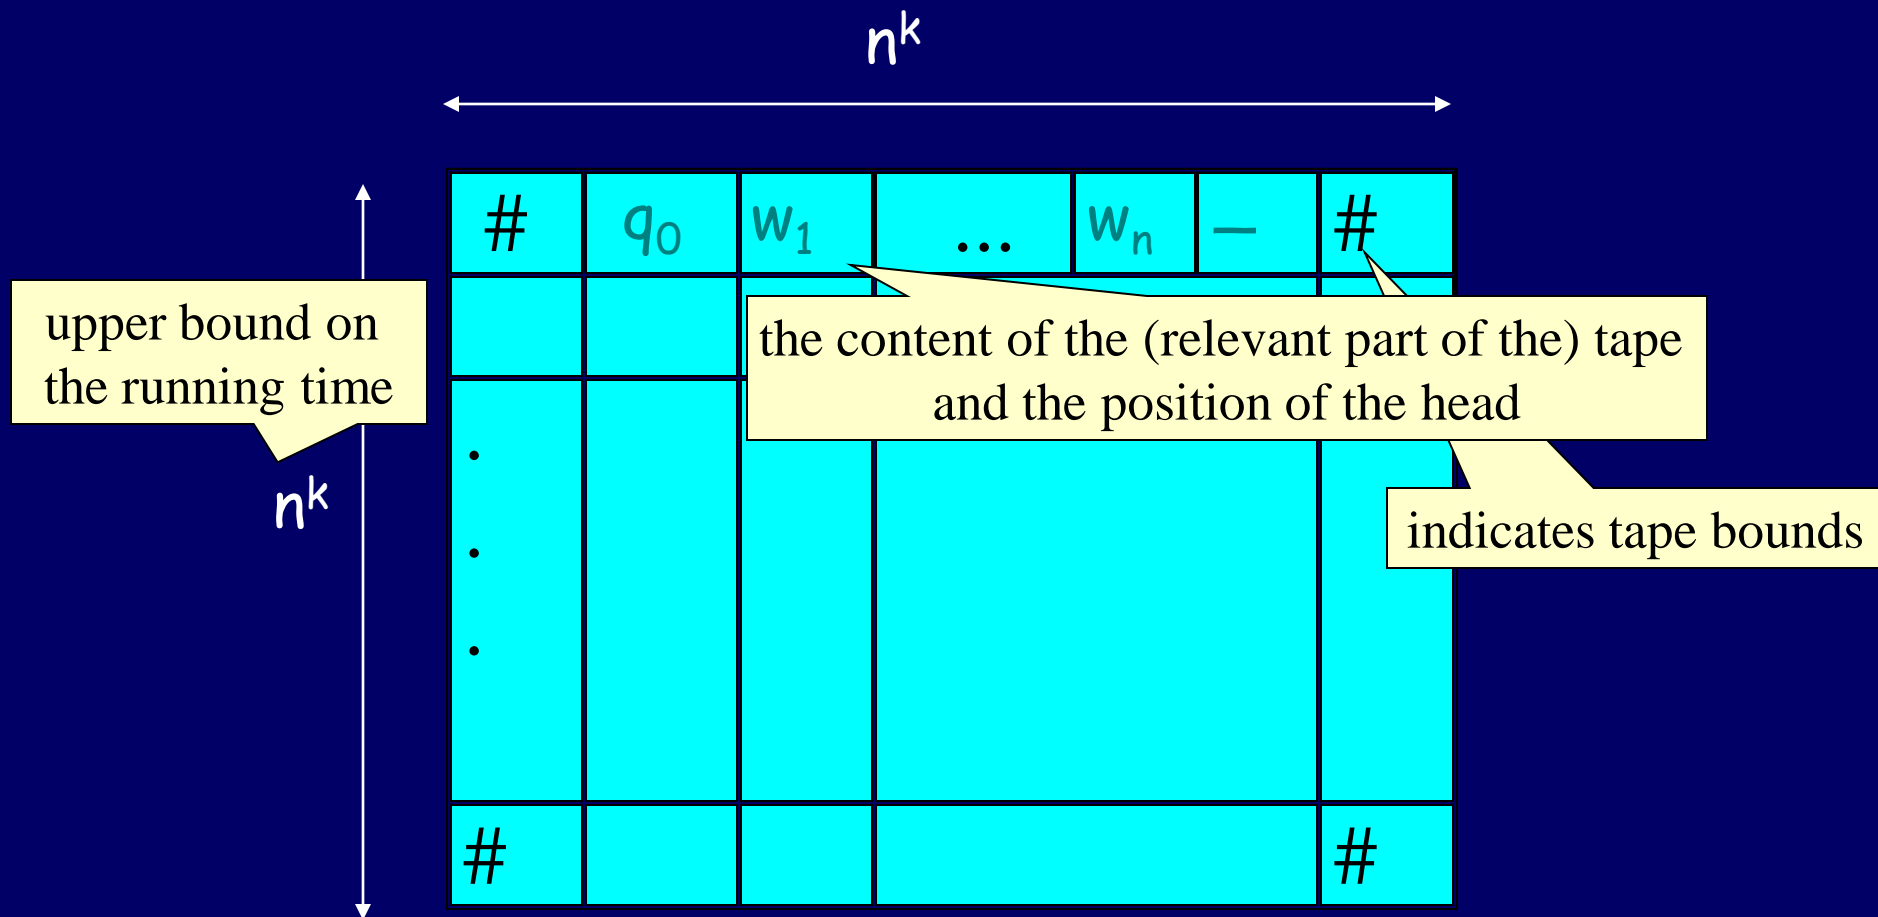 nᵏ
# q₀ w₁ ... wₙ _ #
upper bound on
the running time
the content of the (relevant part of the) tape
and the position of the head
.
nᵏ
indicates tape bounds
.
.
# #